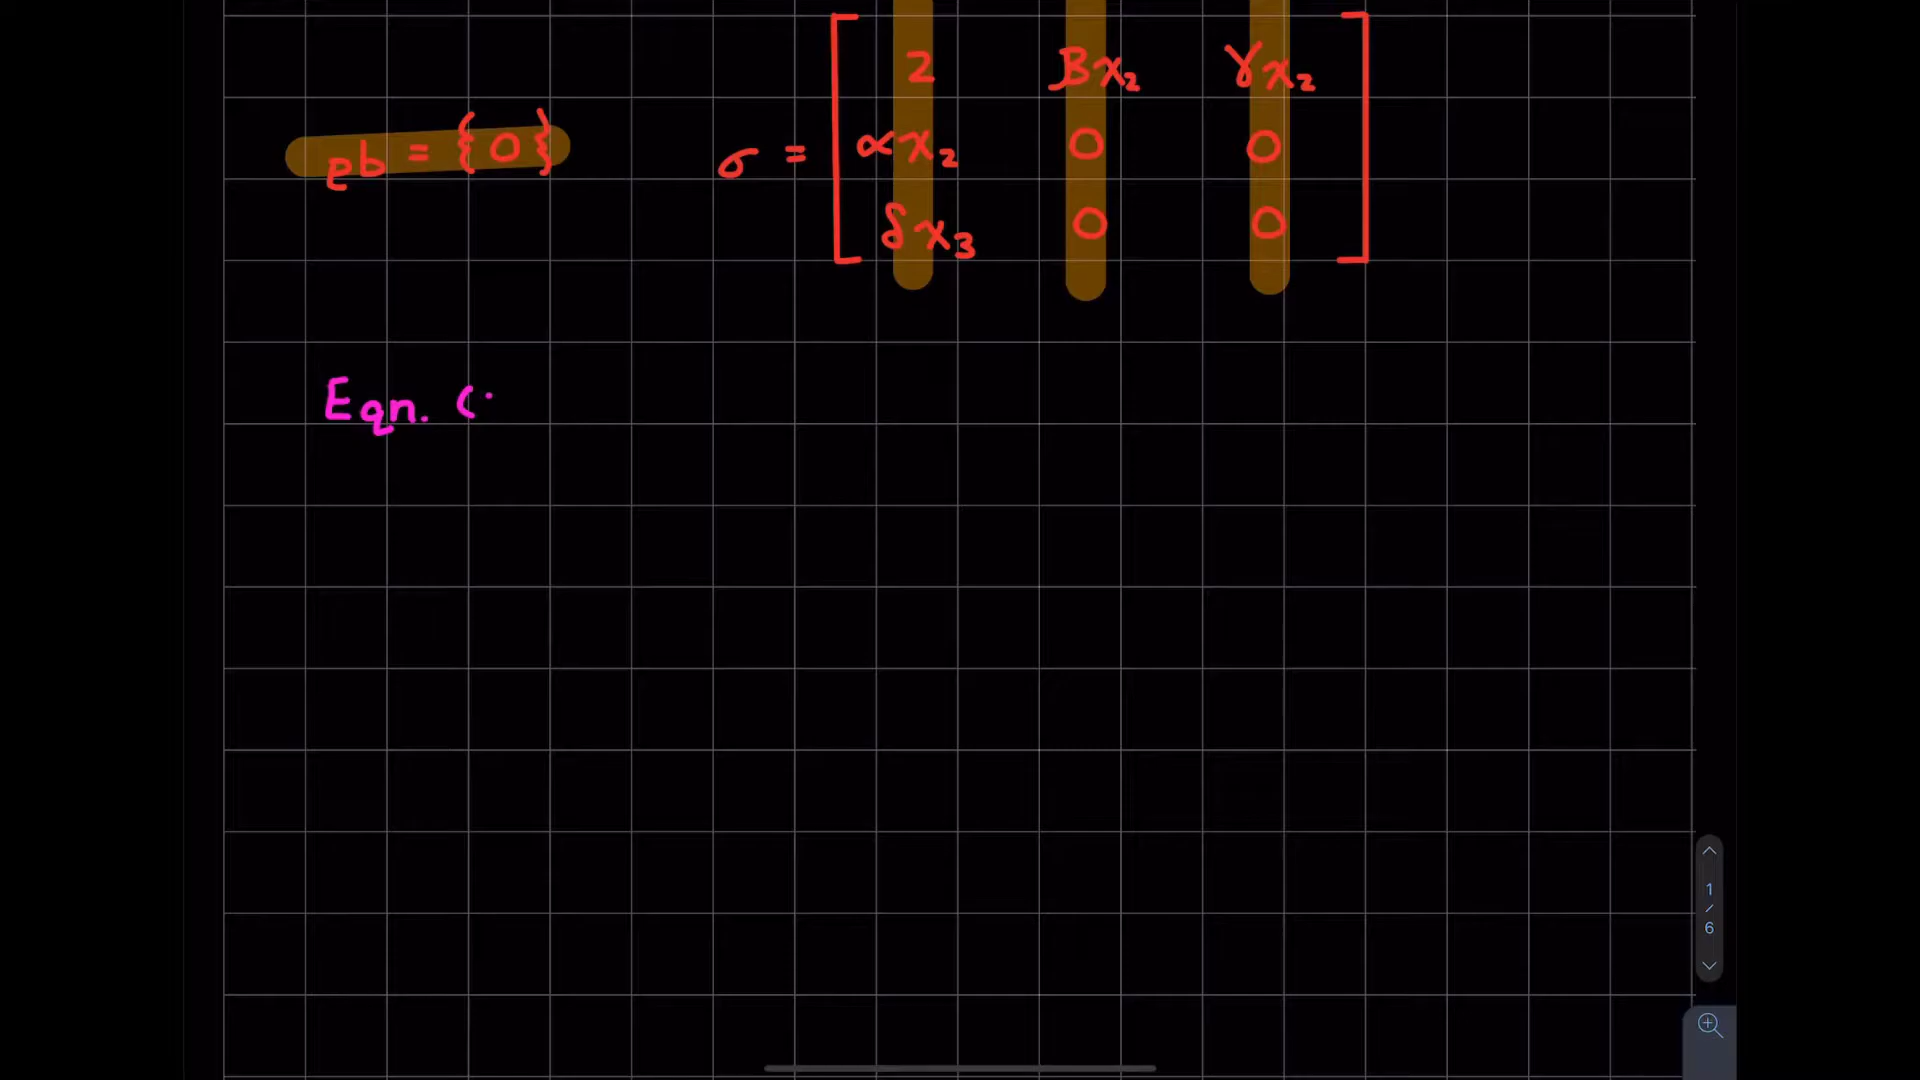 2 βx₂ γx₂
ρb = {0} σ = αx₂ 0 0
δx₃ 0 0
Eqn. (
1
/
6